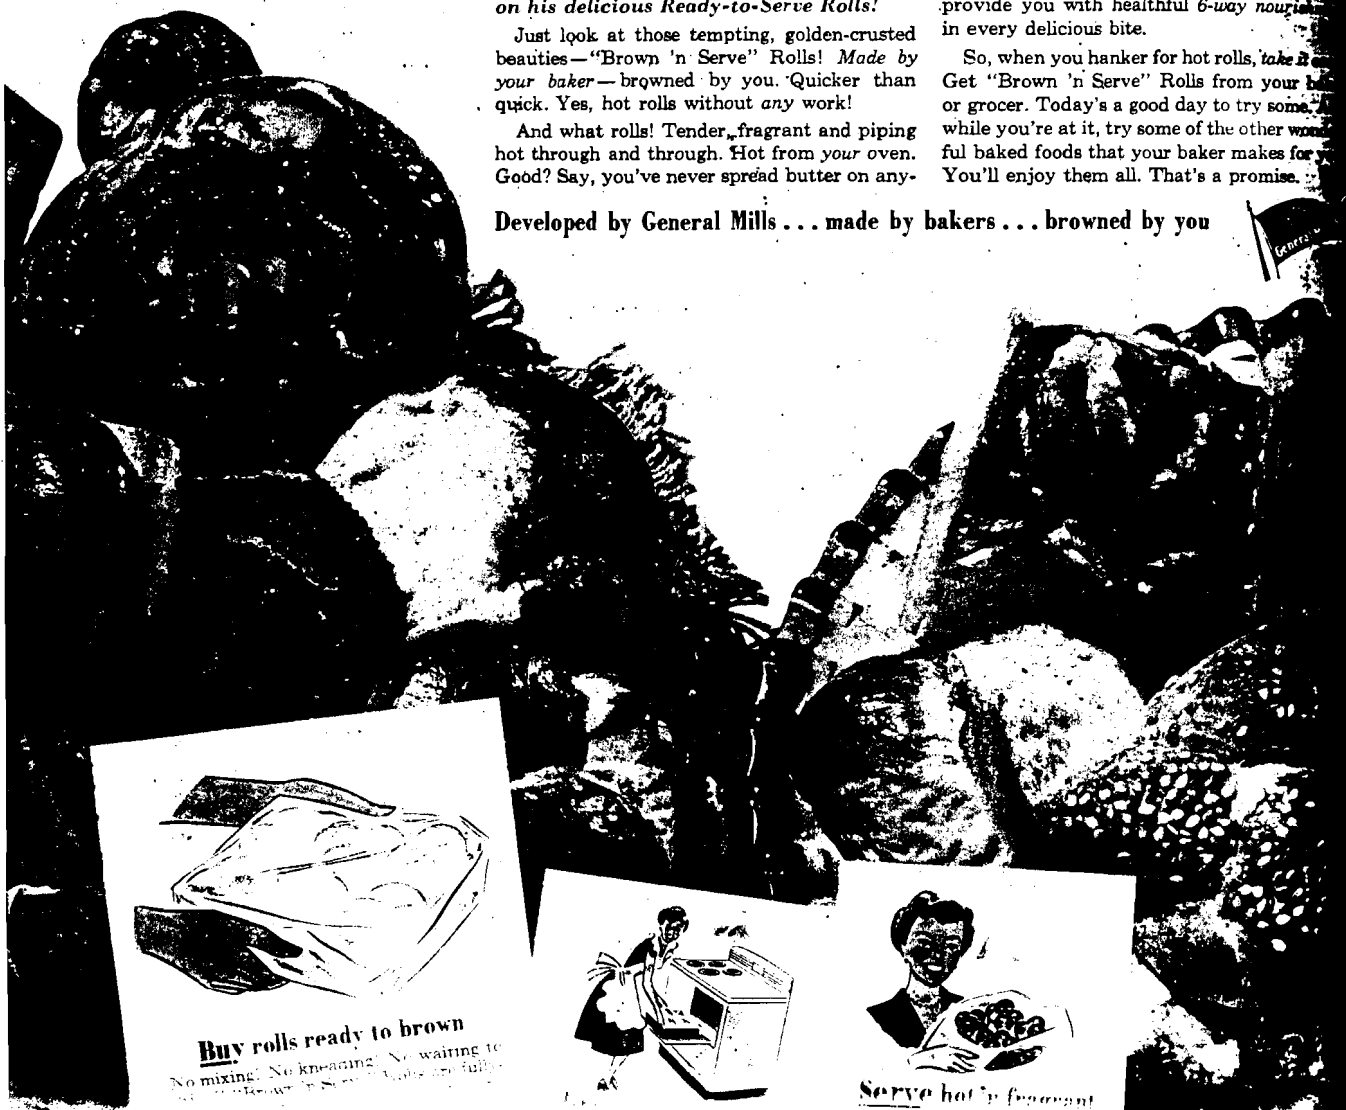 on his delicious Ready-to-Serve Rolls!
Just look at those tempting, golden-crusted
beauties—“Brown 'n Serve” Rolls! Made by
your baker—browned by you. Quicker than
quick. Yes, hot rolls without any work!
And what rolls! Tender, fragrant and piping
hot through and through. Hot from your oven.
Good? Say, you've never spread butter on any-
provide you with healthful 6-way
in every delicious bite.
So, when you hanker for hot rolls, take it
Get “Brown 'n Serve” Rolls from your
or grocer. Today's a good day to try some.
while you're at it, try some of the other
ful baked foods that your baker makes for
You'll enjoy them all. That's a promise.
Developed by General Mills . . . made by bakers . . . browned by you
Buy rolls ready to brown
No mixing! No kneading! No waiting to
Serve hot 'n fragrant